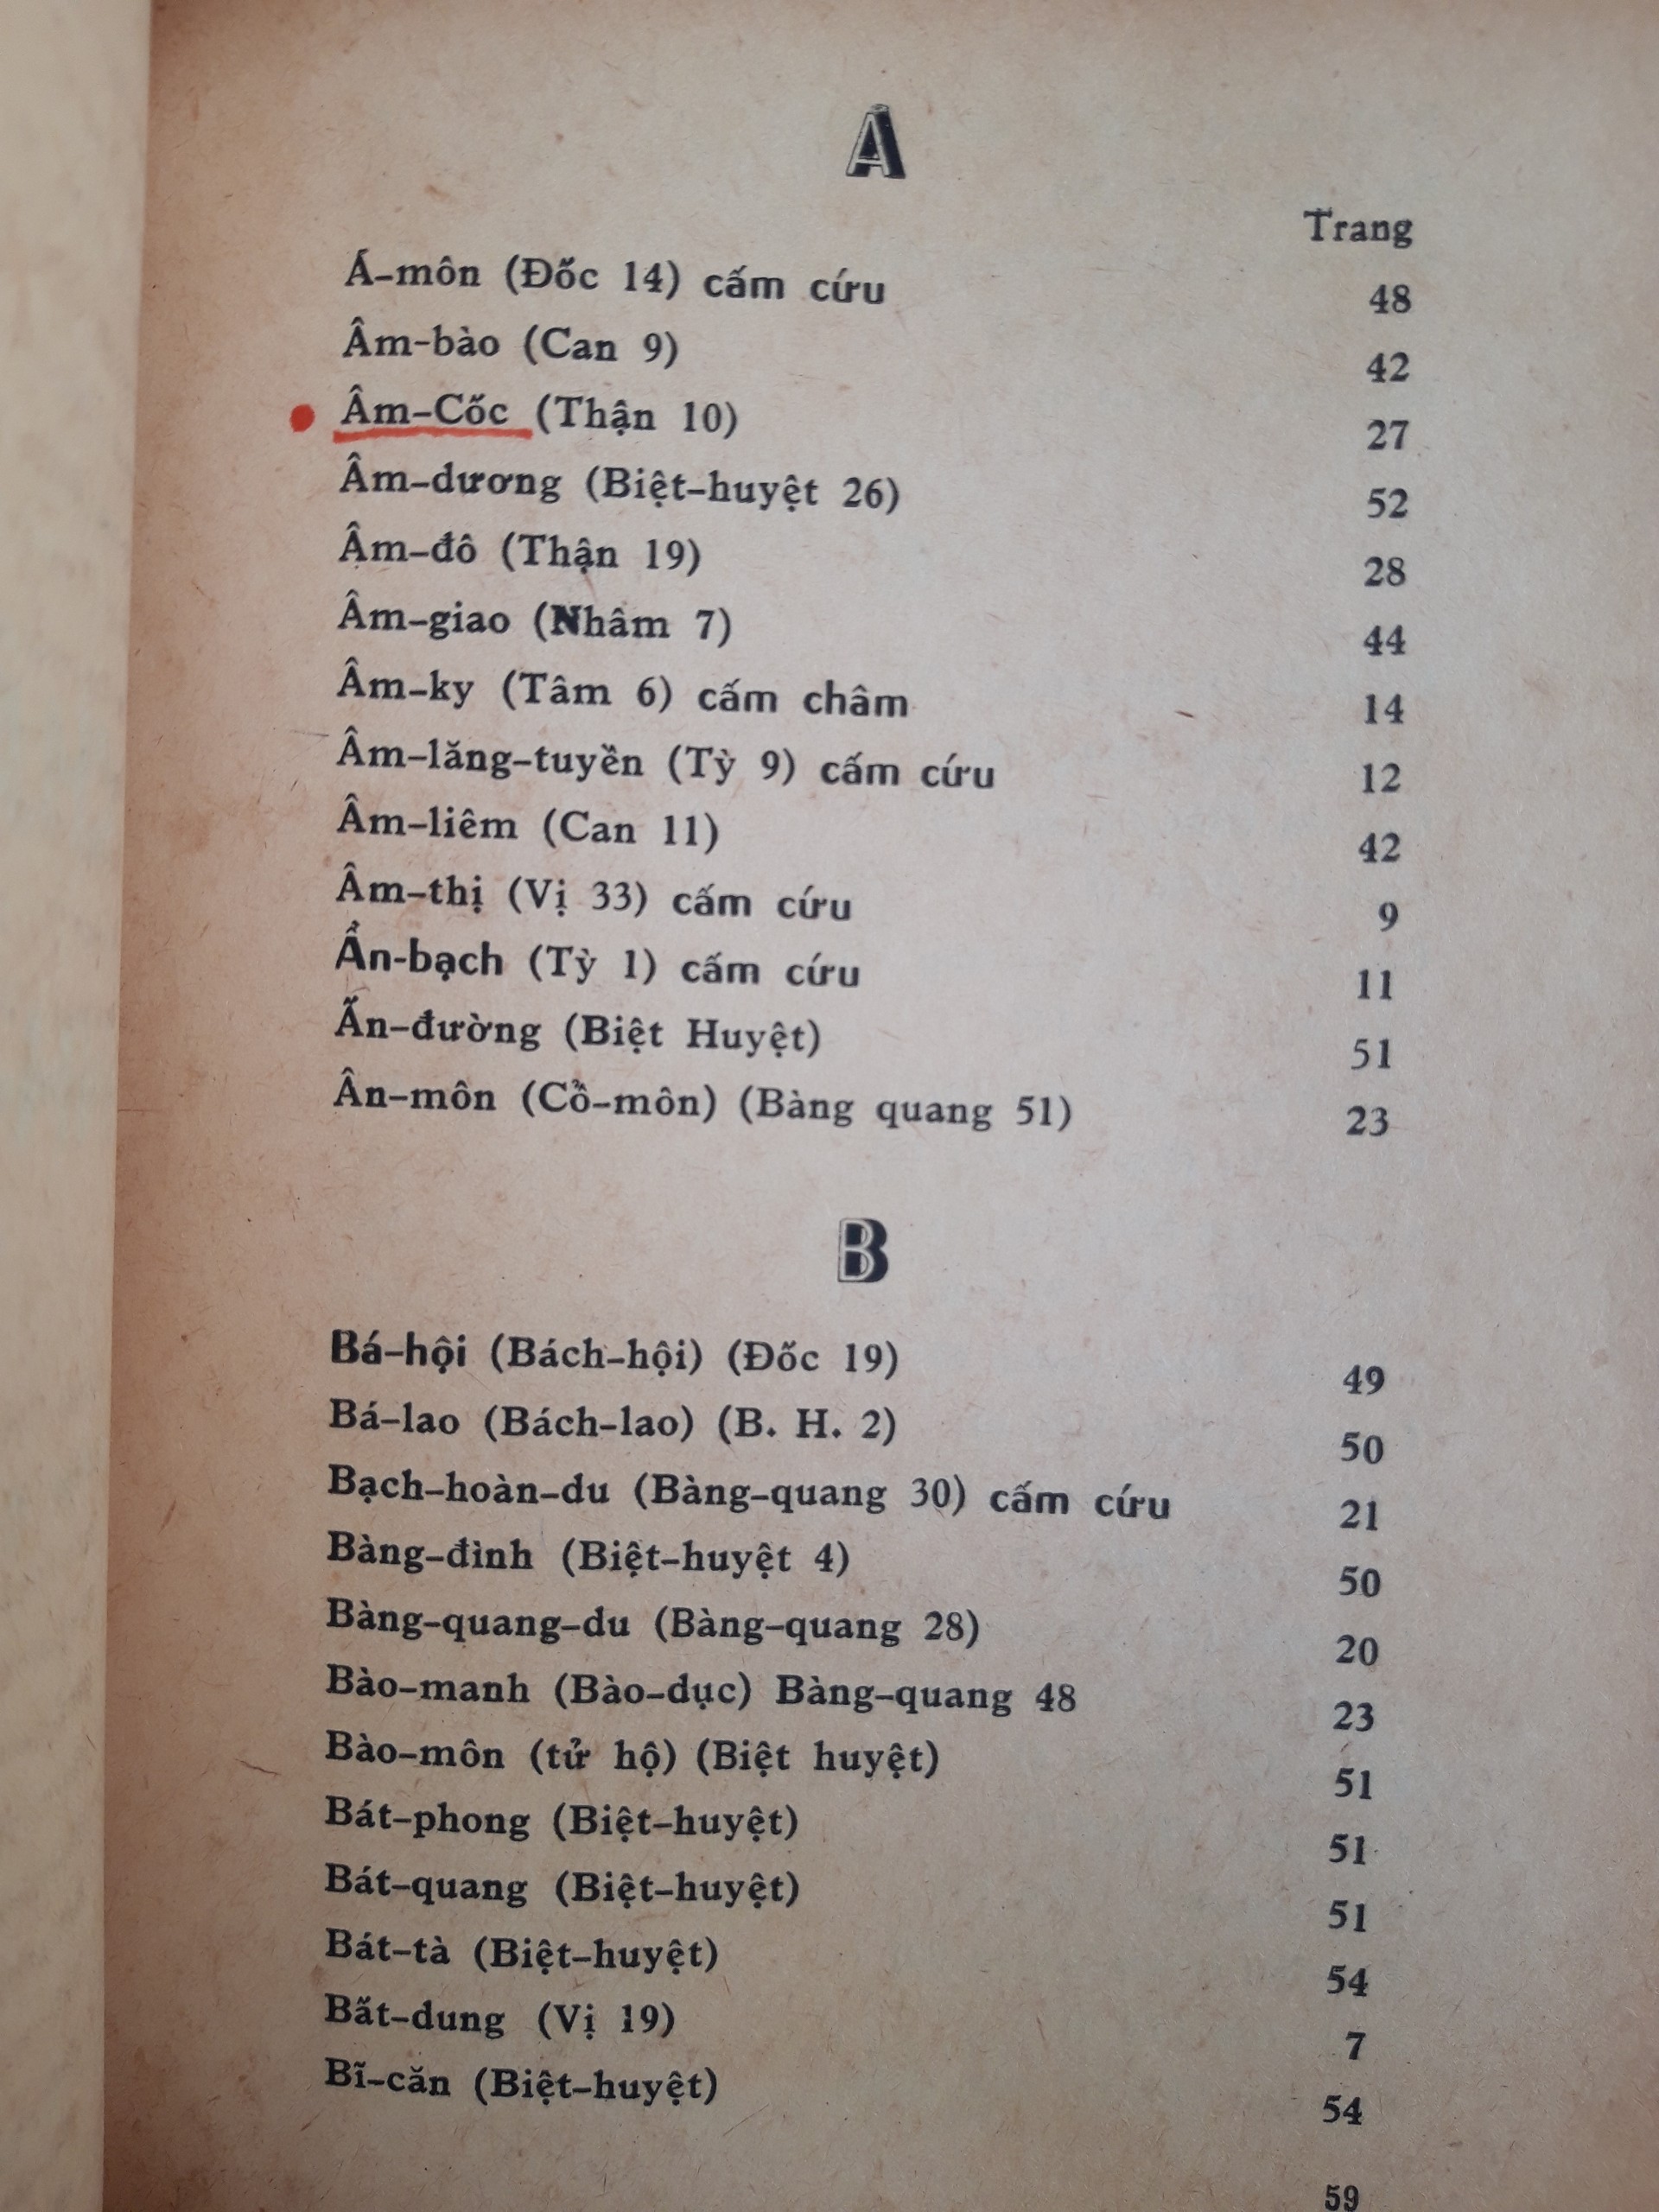 A
Trang
Á-môn (Đốc 14) cấm cứu 48
Âm-bào (Can 9) 42
Âm-Cốc (Thận 10) 27
Âm-dương (Biệt-huyệt 26) 52
Âm-đô (Thận 19) 28
Âm-giao (Nhâm 7) 44
Âm-ky (Tâm 6) cấm châm 14
Âm-lăng-tuyền (Tỳ 9) cấm cứu 12
Âm-liêm (Can 11) 42
Âm-thị (Vị 33) cấm cứu 9
Ẩn-bạch (Tỳ 1) cấm cứu 11
Ấn-đường (Biệt Huyệt) 51
Ân-môn (Cổ-môn) (Bàng quang 51) 23
B
Bá-hội (Bách-hội) (Đốc 19) 49
Bá-lao (Bách-lao) (B. H. 2) 50
Bạch-hoàn-du (Bàng-quang 30) cấm cứu 21
Bàng-đình (Biệt-huyệt 4) 50
Bàng-quang-du (Bàng-quang 28) 20
Bào-manh (Bào-dục) Bàng-quang 48 23
Bào-môn (tử hộ) (Biệt huyệt) 51
Bát-phong (Biệt-huyệt) 51
Bát-quang (Biệt-huyệt) 51
Bát-tà (Biệt-huyệt) 54
Bất-dung (Vị 19) 7
Bĩ-căn (Biệt-huyệt) 54
59